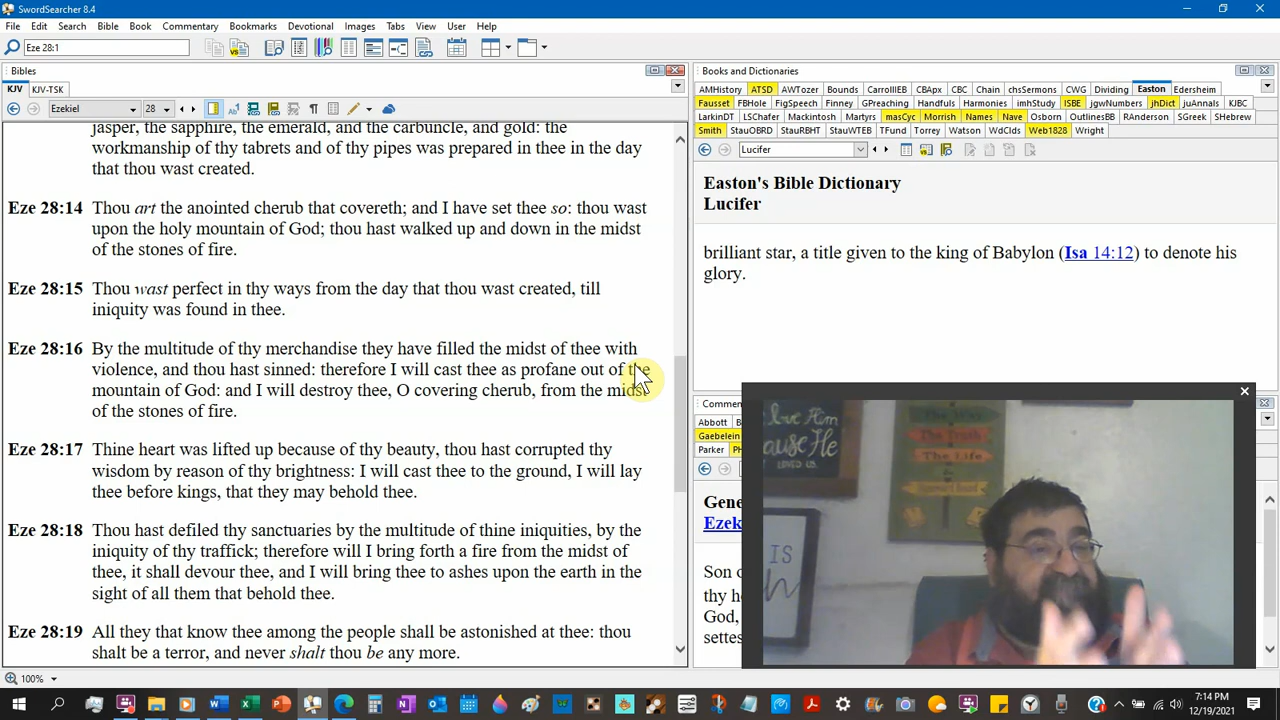 SwordSearcher 8.4
File Edit Search Bible Book Commentary Bookmarks Devotional Images Tabs View User Help
Eze 28:1
Bibles
KJV KJV-TSK
Ezekiel 28
jasper, the sapphire, the emerald, and the carbuncle, and gold: the
workmanship of thy tabrets and of thy pipes was prepared in thee in the day
that thou wast created.
Eze 28:14 Thou art the anointed cherub that covereth; and I have set thee so: thou wast
upon the holy mountain of God; thou hast walked up and down in the midst
of the stones of fire.
Eze 28:15 Thou wast perfect in thy ways from the day that thou wast created, till
iniquity was found in thee.
Eze 28:16 By the multitude of thy merchandise they have filled the midst of thee with
violence, and thou hast sinned: therefore I will cast thee as profane out of the
mountain of God: and I will destroy thee, O covering cherub, from the midst
of the stones of fire.
Eze 28:17 Thine heart was lifted up because of thy beauty, thou hast corrupted thy
wisdom by reason of thy brightness: I will cast thee to the ground, I will lay
thee before kings, that they may behold thee.
Eze 28:18 Thou hast defiled thy sanctuaries by the multitude of thine iniquities, by the
iniquity of thy traffick; therefore will I bring forth a fire from the midst of
thee, it shall devour thee, and I will bring thee to ashes upon the earth in the
sight of all them that behold thee.
Eze 28:19 All they that know thee among the people shall be astonished at thee: thou
shalt be a terror, and never shalt thou be any more.
100%
Books and Dictionaries
AMHistory ATSD AWTozer Bounds CarrollEB CBApx CBC Chain chsSermons CWG Dividing Easton Edersheim
Fausset FBHole FigSpeech Finney GPreaching Handfuls Harmonies imhStudy ISBE jgwNumbers jhDict juAnnals KJBC
LarkinDT LSChafer Mackintosh Martyrs masCyc Morrish Names Nave Osborn OutlinesBB RAnderson SGreek SHebrew
Smith StauOBRD StauRBHT StauWTEB TFund Torrey Watson WdClds Web1828 Wright
Lucifer
Easton's Bible Dictionary
Lucifer
brilliant star, a title given to the king of Babylon (Isa 14:12) to denote his
glory.
Comme
Abbott B
Gaebelein
Parker
Gene
Ezek
Son o
thy h
God,
settes
The Way
The Truth
The Life
love Him
cause He
LOVED US.
IS
7:14 PM
12/19/2021